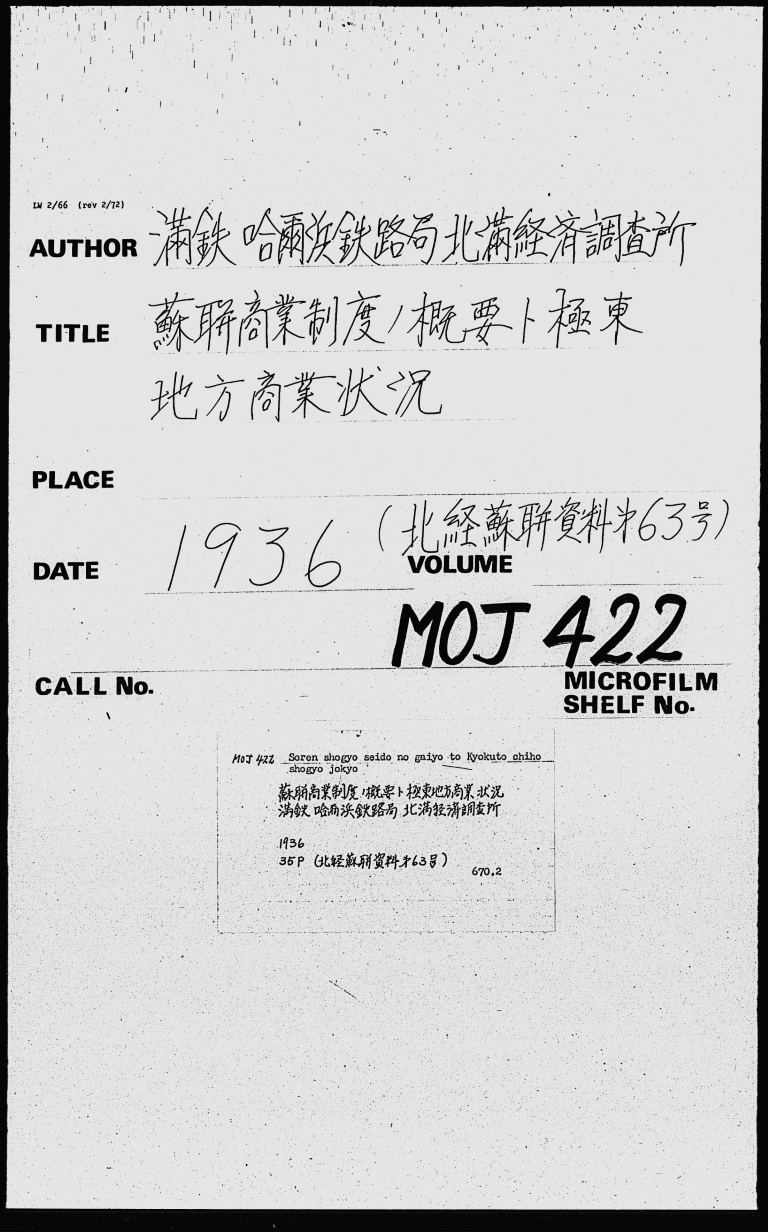 LW 2/66 (rev 2/72)
AUTHOR 満鉄 哈爾浜鉄路局 北満経済調査所
TITLE 蘇聯商業制度ノ概要ト極東
地方商業状況
PLACE
(北経蘇聯資料才63号)
DATE 1936 VOLUME
MOJ 422
CALL No. MICROFILM
SHELF No.
MOJ 422 Soren shogyo seido no gaiyo to Kyokuto chiho
shogyo jokyo
蘇聯商業制度ノ概要ト極東地方商業状況
満鉄 哈爾浜鉄路局 北満経済調査所
1936
35P (北経蘇聯資料才63号)
670.2